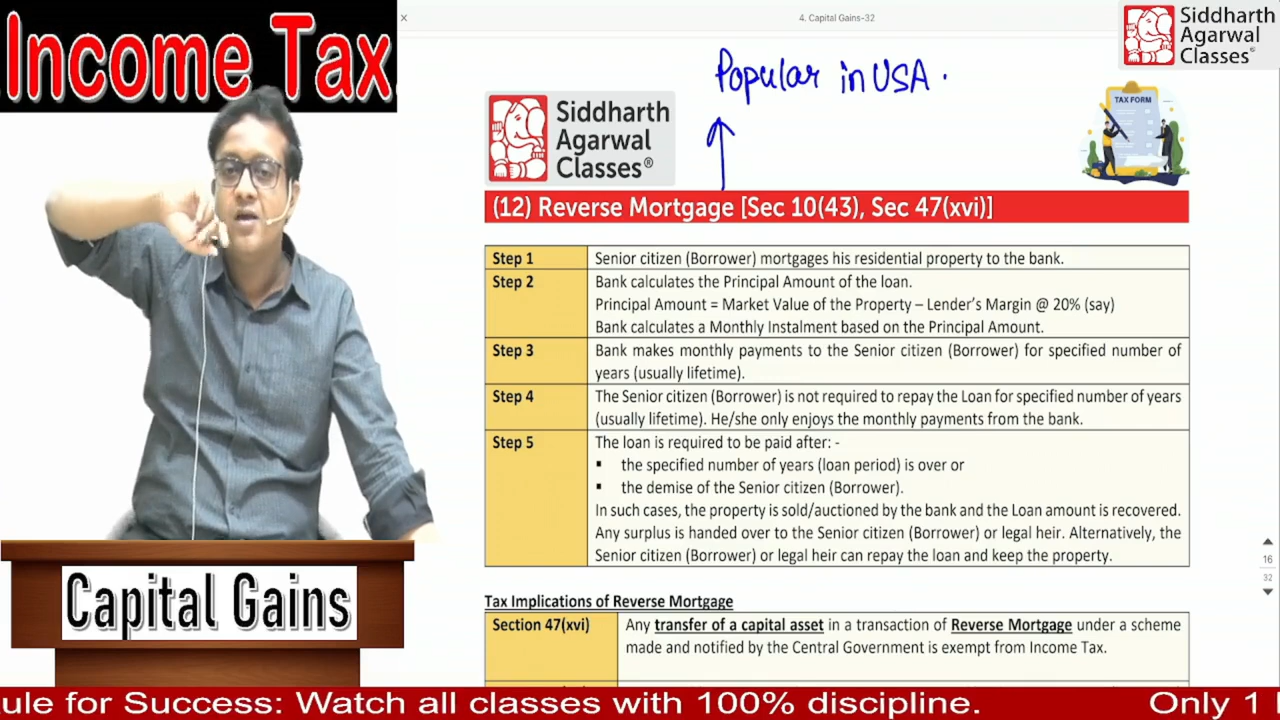 Income Tax
4. Capital Gains-32
Siddharth
Agarwal
Classes®
Popular in USA.
TAX FORM
Siddharth
Agarwal
Classes®
(12) Reverse Mortgage [Sec 10(43), Sec 47(xvi)]
Step 1 Senior citizen (Borrower) mortgages his residential property to the bank.
Step 2 Bank calculates the Principal Amount of the loan.
Principal Amount = Market Value of the Property – Lender's Margin @ 20% (say)
Bank calculates a Monthly Instalment based on the Principal Amount.
Step 3 Bank makes monthly payments to the Senior citizen (Borrower) for specified number of
years (usually lifetime).
Step 4 The Senior citizen (Borrower) is not required to repay the Loan for specified number of years
(usually lifetime). He/she only enjoys the monthly payments from the bank.
Step 5 The loan is required to be paid after: -
▪ the specified number of years (loan period) is over or
▪ the demise of the Senior citizen (Borrower).
In such cases, the property is sold/auctioned by the bank and the Loan amount is recovered.
Any surplus is handed over to the Senior citizen (Borrower) or legal heir. Alternatively, the
Senior citizen (Borrower) or legal heir can repay the loan and keep the property.
16
32
Tax Implications of Reverse Mortgage
Section 47(xvi) Any transfer of a capital asset in a transaction of Reverse Mortgage under a scheme
made and notified by the Central Government is exempt from Income Tax.
Capital Gains
ule for Success: Watch all classes with 100% discipline. Only 1